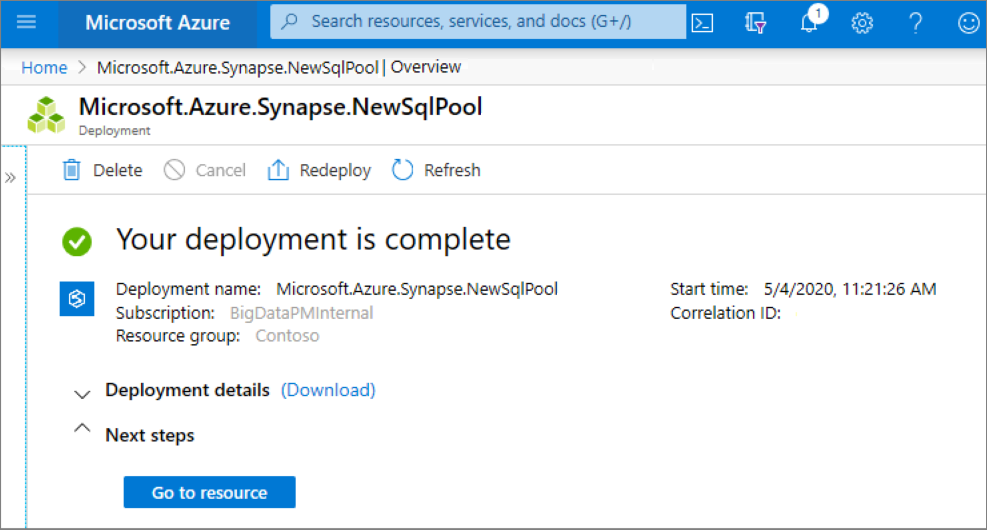 Microsoft Azure Search resources, services, and docs (G+/) 1
Home > Microsoft.Azure.Synapse.NewSqlPool | Overview
Microsoft.Azure.Synapse.NewSqlPool
Deployment
» Delete Cancel Redeploy Refresh
Your deployment is complete
Deployment name: Microsoft.Azure.Synapse.NewSqlPool Start time: 5/4/2020, 11:21:26 AM
Subscription: BigDataPMInternal Correlation ID:
Resource group: Contoso
Deployment details (Download)
Next steps
Go to resource